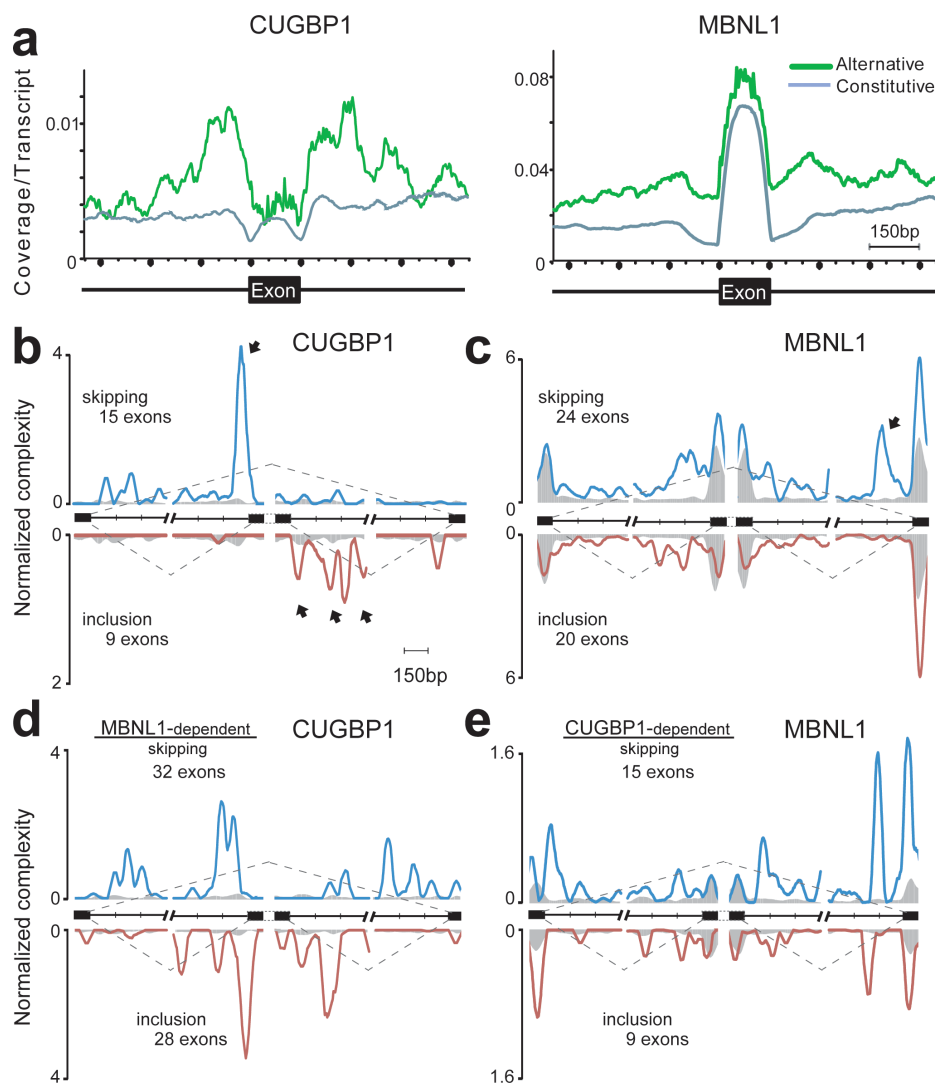 a
CUGBP1
MBNL1
Coverage/Transcript
0.01
0
Exon
0.08
0.04
0
Alternative
Constitutive
150bp
Exon
b
CUGBP1
Normalized complexity
4
skipping
15 exons
0
0
inclusion
9 exons
150bp
2
c
MBNL1
6
skipping
24 exons
0
0
inclusion
20 exons
6
d
MBNL1-dependent
CUGBP1
skipping
32 exons
Normalized complexity
4
0
0
inclusion
28 exons
4
e
CUGBP1-dependent
MBNL1
skipping
15 exons
1.6
0
0
inclusion
9 exons
1.6